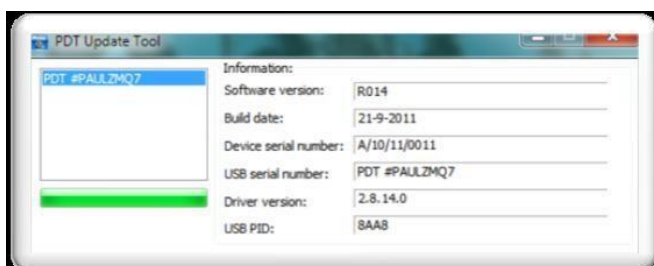 PDT Update Tool
PDT #PAULZMQ7
Information:
Software version: R014
Build date: 21-9-2011
Device serial number: A/10/11/0011
USB serial number: PDT #PAULZMQ7
Driver version: 2.8.14.0
USB PID: 8AA8